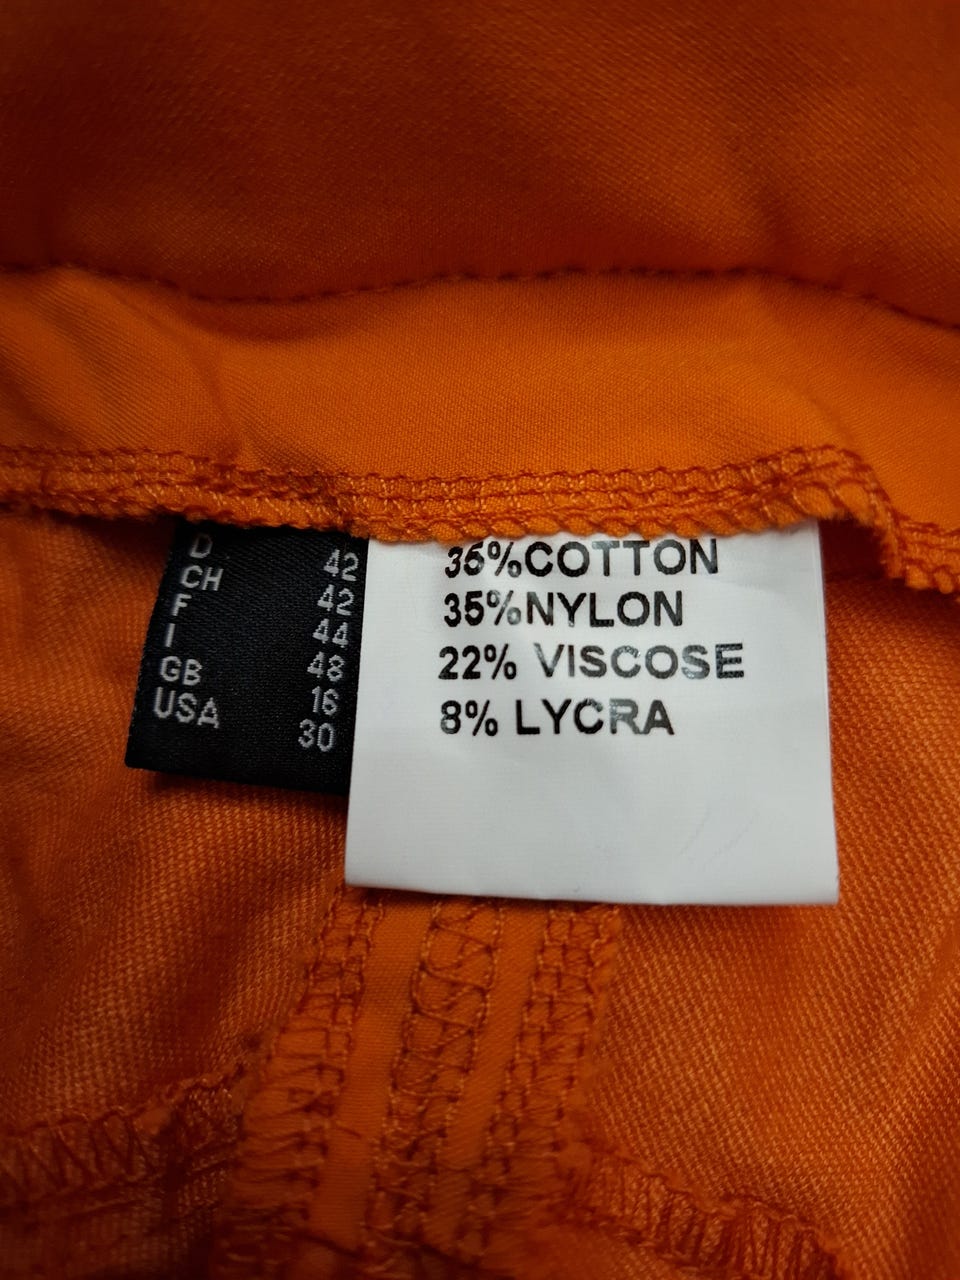 D 42
CH 42
F 44
I 48
GB 16
USA 30
35%COTTON
35%NYLON
22% VISCOSE
8% LYCRA